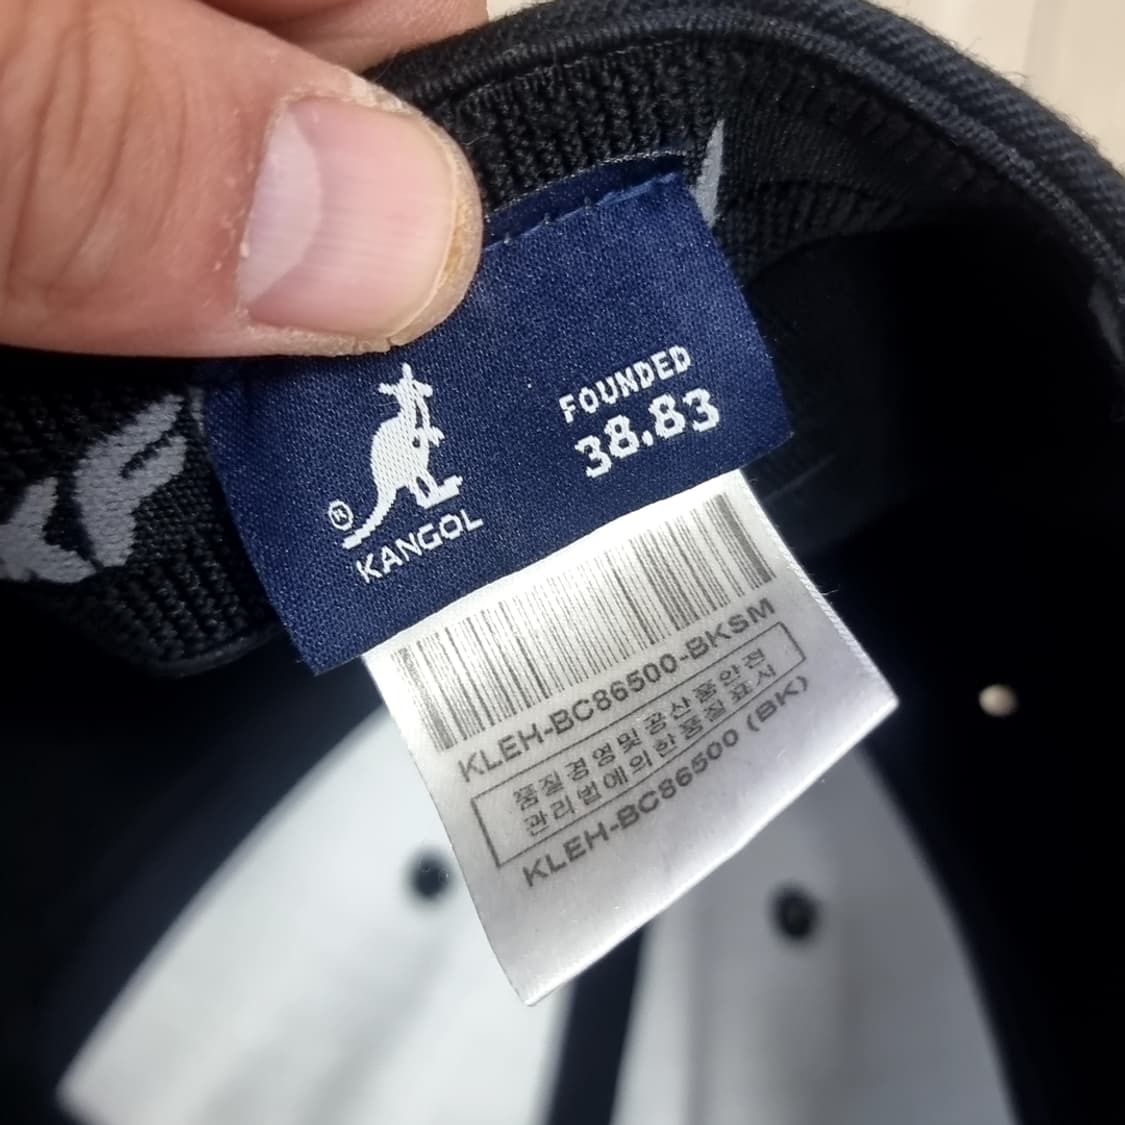 FOUNDED
38.83
®
KANGOL
KLEH-BC86500-BKSM
품질경영및공산품안전
관리법에의한품질표시
KLEH-BC86500 (BK)